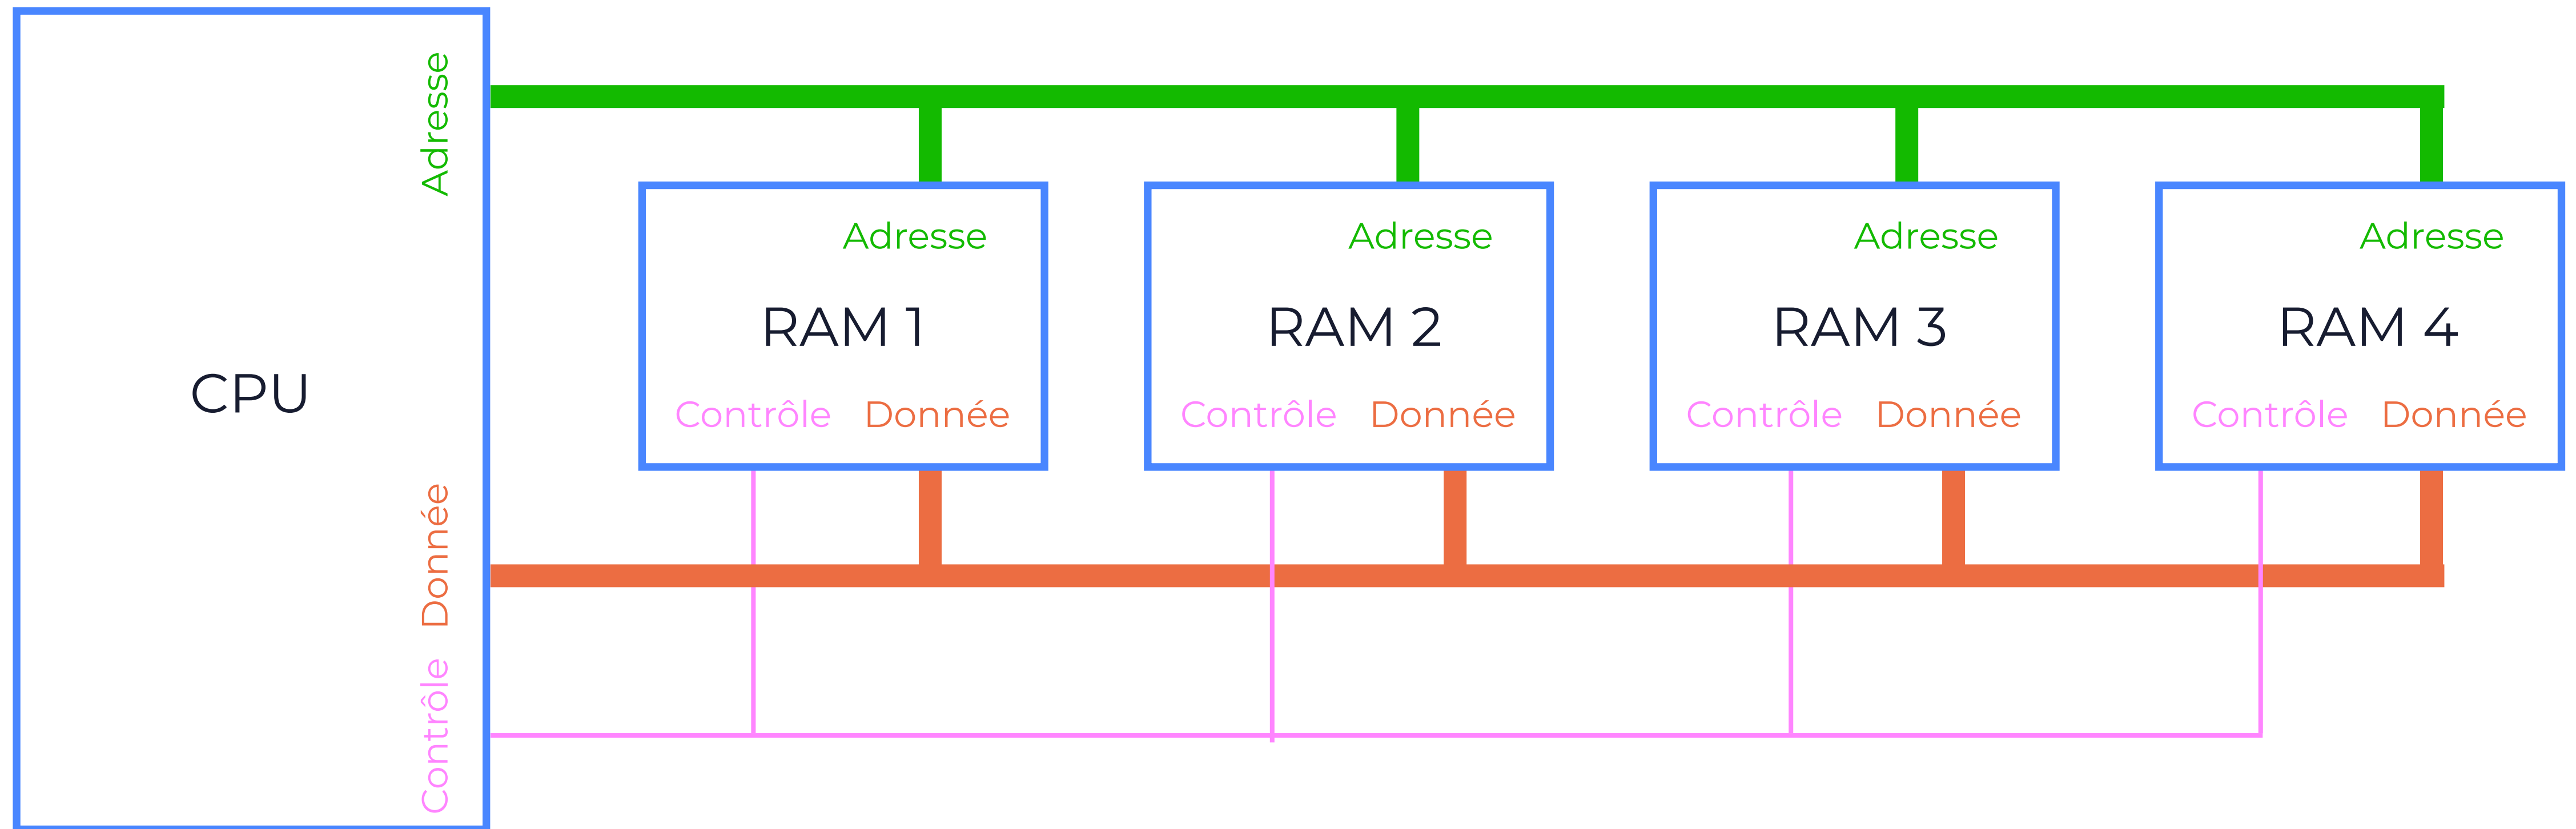 CPU
Adresse
Donnée
Contrôle
Adresse
RAM 1
Contrôle Donnée
Adresse
RAM 2
Contrôle Donnée
Adresse
RAM 3
Contrôle Donnée
Adresse
RAM 4
Contrôle Donnée